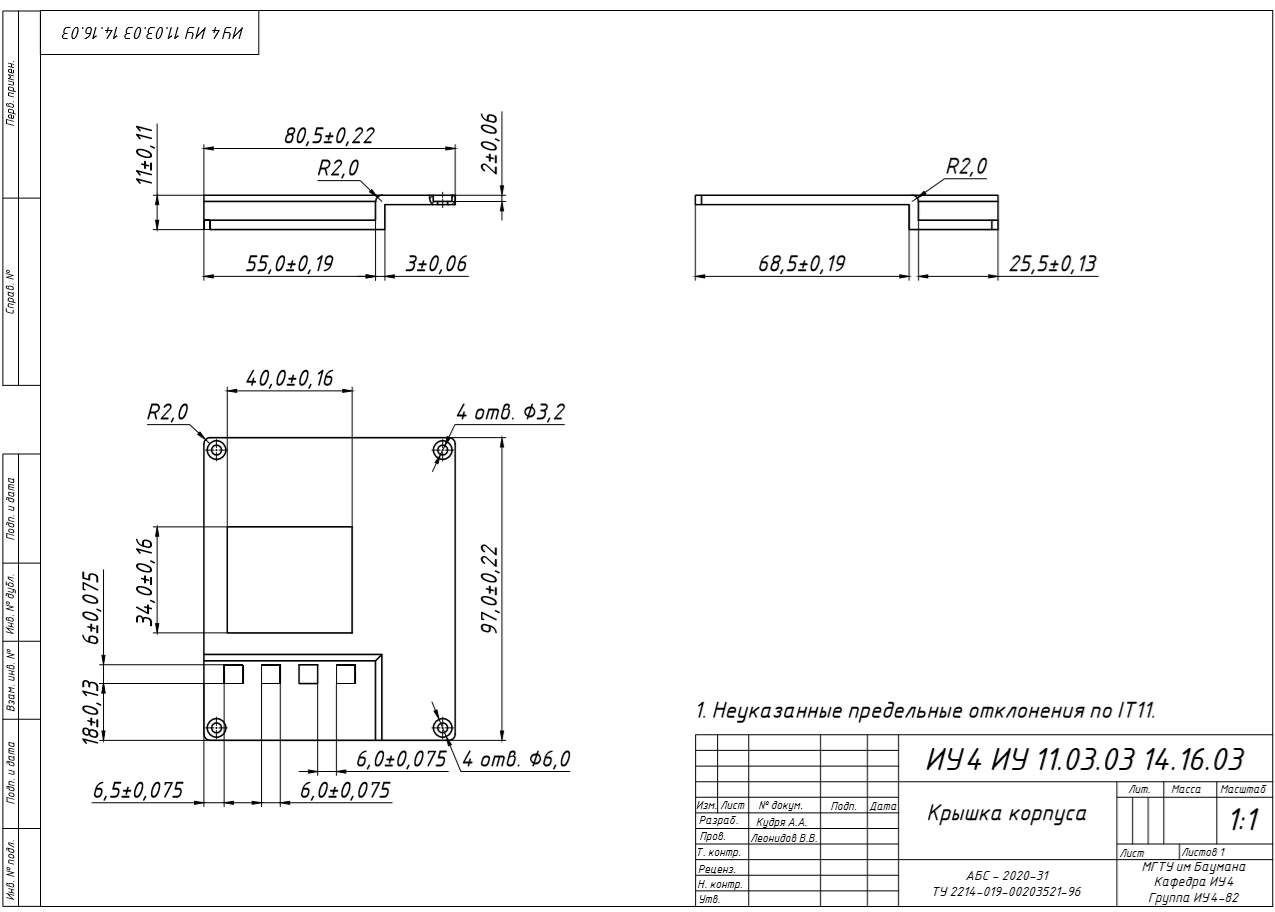 ИУ4 ИУ 11.03.03 14.16.03
Перв. примен.
Справ. №
Подп. и дата
Инв. № дубл.
Взам. инв. №
Подп. и дата
Инв. № подл.
80,5±0,22
11±0,11
R2,0
2±0,06
55,0±0,19
3±0,06
R2,0
68,5±0,19
25,5±0,13
40,0±0,16
R2,0
4 отв. Ф3,2
34,0±0,16
97,0±0,22
6±0,075
18±0,13
6,0±0,075
4 отв. Ф6,0
6,5±0,075
6,0±0,075
1. Неуказанные предельные отклонения по IT11.
ИУ4 ИУ 11.03.03 14.16.03
Крышка корпуса
Лит. Масса Масштаб
1:1
Лист Листов 1
Изм. Лист № докум. Подп. Дата
Разраб. Кудря А.А.
Пров. Леонидов В.В.
Т. контр.
Реценз.
Н. контр.
Утв.
АБС - 2020-31
ТУ 2214-019-00203521-96
МГТУ им Баумана
Кафедра ИУ4
Группа ИУ4-82